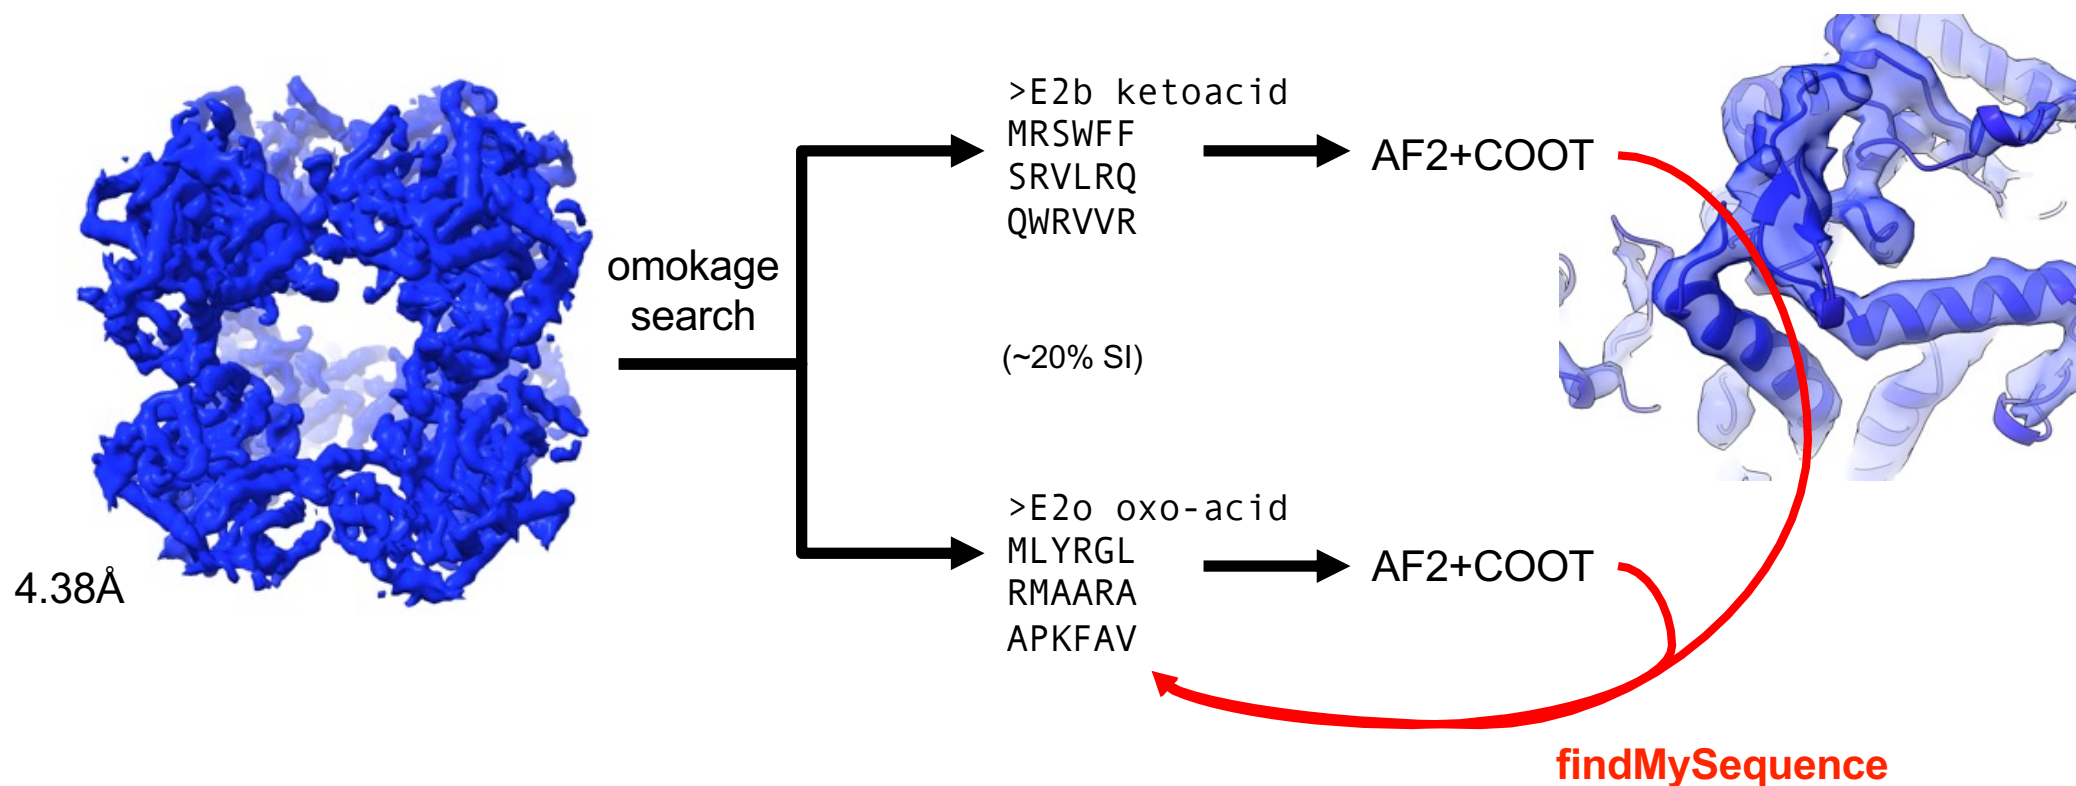 4.38Å
omokage
search
>E2b ketoacid
MRSWFF
SRVLRQ
QWRVVR
AF2+COOT
(~20% SI)
>E2o oxo-acid
MLYRGL
RMAARA
APKFAV
AF2+COOT
findMySequence